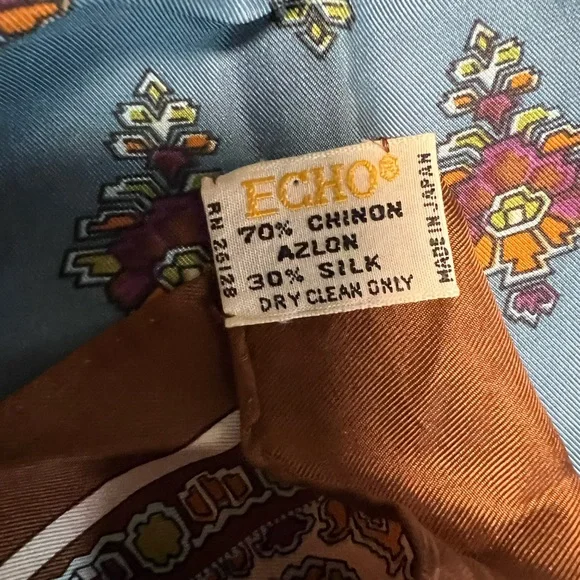 ECHO®
70% CHINON
AZLON
30% SILK
DRY CLEAN ONLY
RN 26128
MADE IN JAPAN